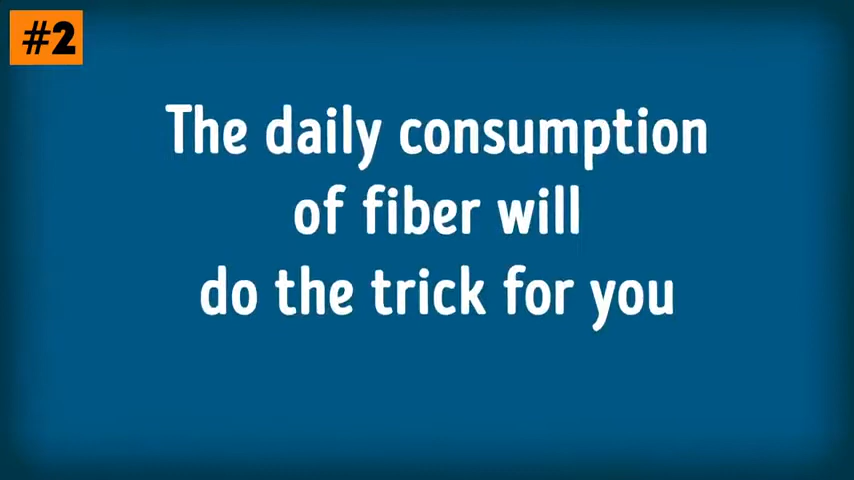 #2
The daily consumption
of fiber will
do the trick for you